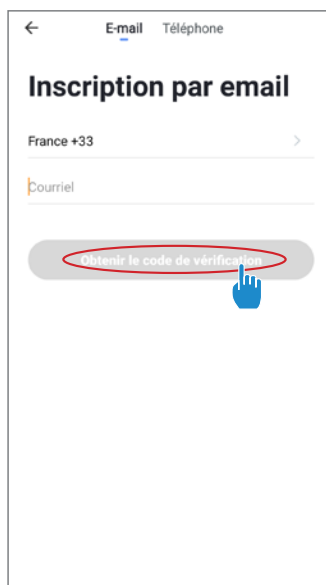 E-mail Téléphone
Inscription par email
France +33
Courriel
Obtenir le code de vérification